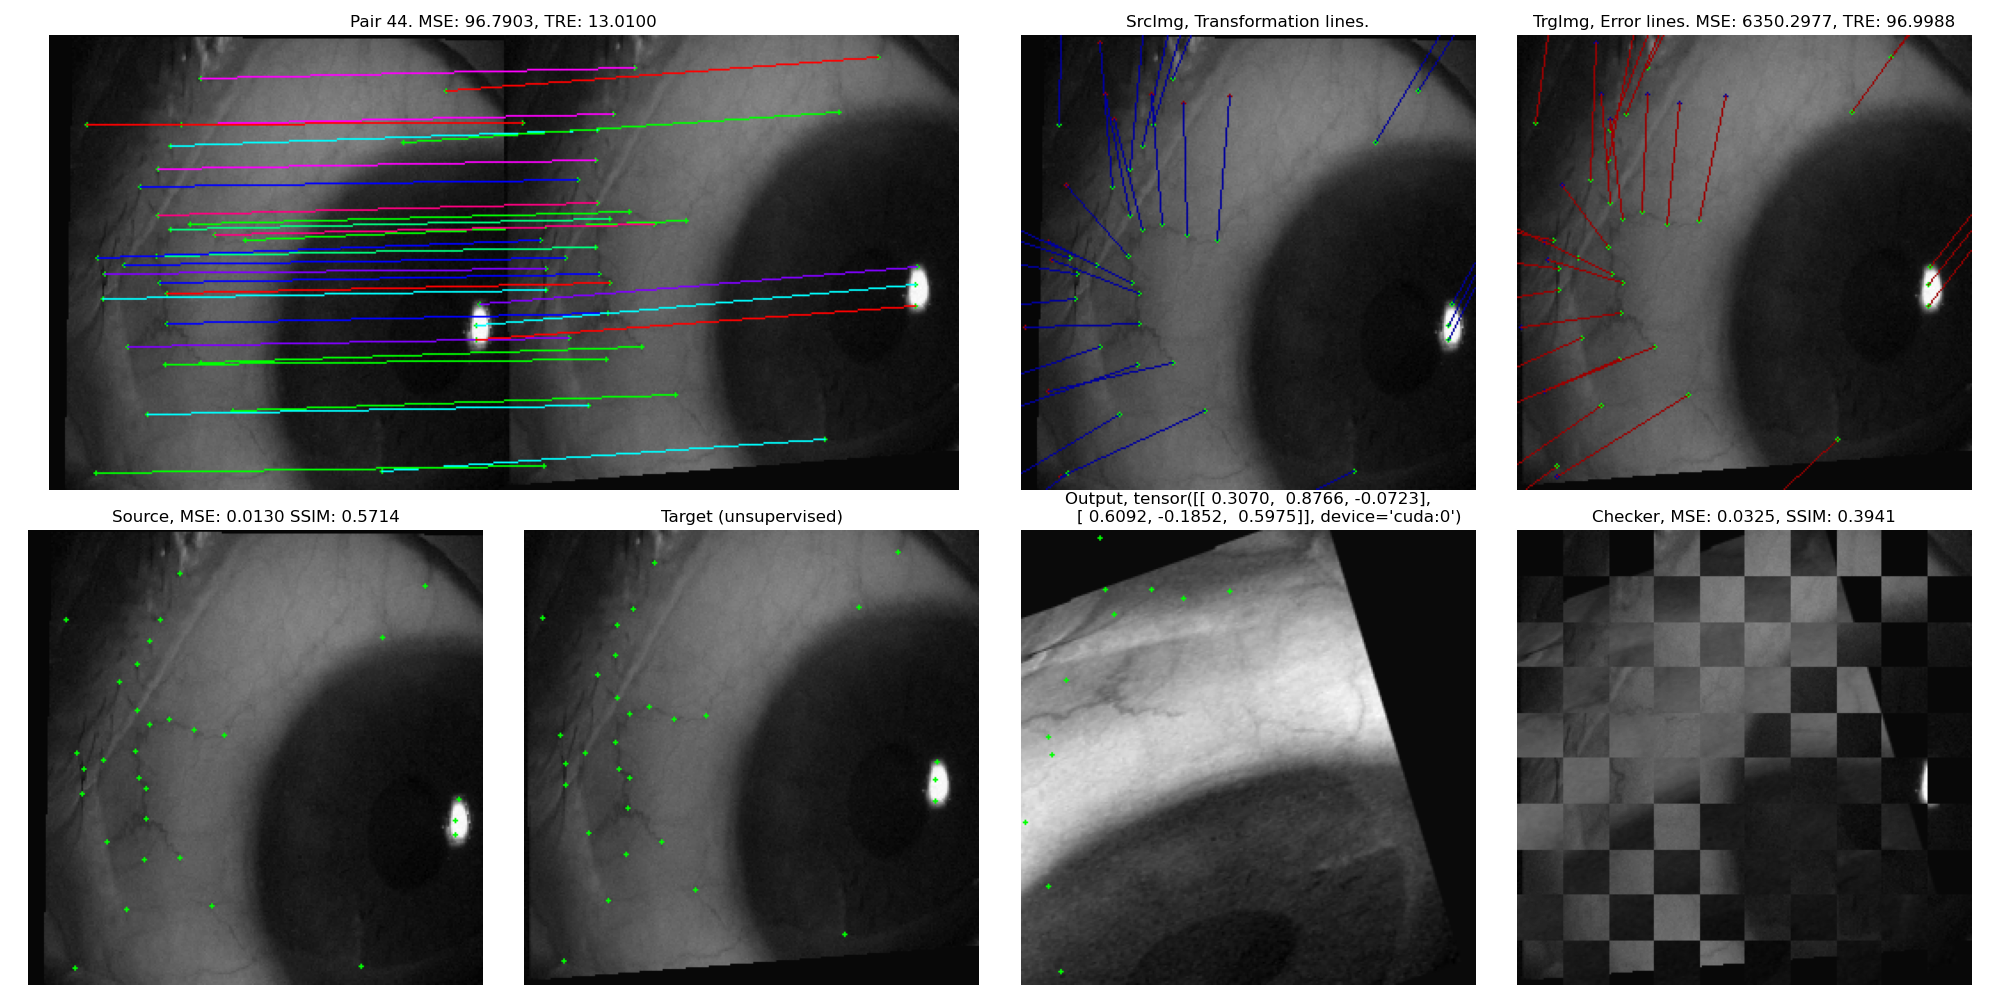 Pair 44. MSE: 96.7903, TRE: 13.0100
SrcImg, Transformation lines.
TrgImg, Error lines. MSE: 6350.2977, TRE: 96.9988
Source, MSE: 0.0130 SSIM: 0.5714
Target (unsupervised)
Output, tensor([[ 0.3070,  0.8766, -0.0723],
[ 0.6092, -0.1852,  0.5975]], device='cuda:0')
Checker, MSE: 0.0325, SSIM: 0.3941